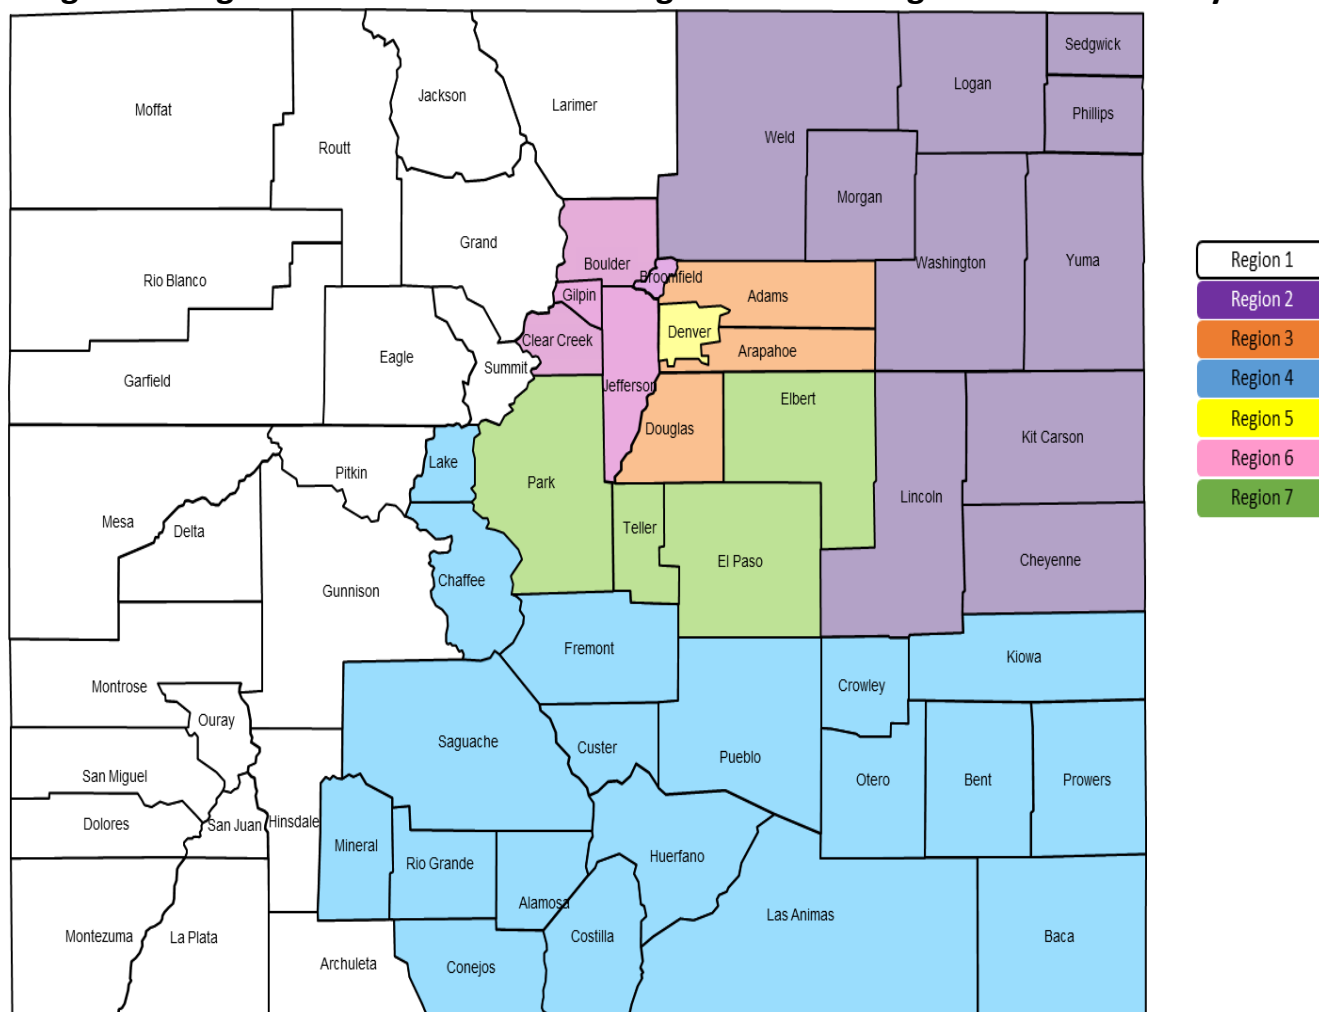 Sedgwick
Logan
Jackson
Larimer
Moffat
Phillips
Weld
Routt
Morgan
Grand
Washington
Yuma
Region 1
Boulder
Broomfield
Rio Blanco
Gilpin
Adams
Region 2
Denver
Clear Creek
Region 3
Arapahoe
Eagle
Summit
Garfield
Jefferson
Region 4
Elbert
Region 5
Douglas
Kit Carson
Lake
Region 6
Pitkin
Park
Lincoln
Region 7
Mesa
Delta
Teller
El Paso
Cheyenne
Chaffee
Gunnison
Fremont
Kiowa
Montrose
Crowley
Ouray
Saguache
Custer
Pueblo
San Miguel
Otero
Bent
Prowers
Dolores
San Juan
Hinsdale
Mineral
Rio Grande
Huerfano
Alamosa
Las Animas
Montezuma
La Plata
Costilla
Baca
Archuleta
Conejos